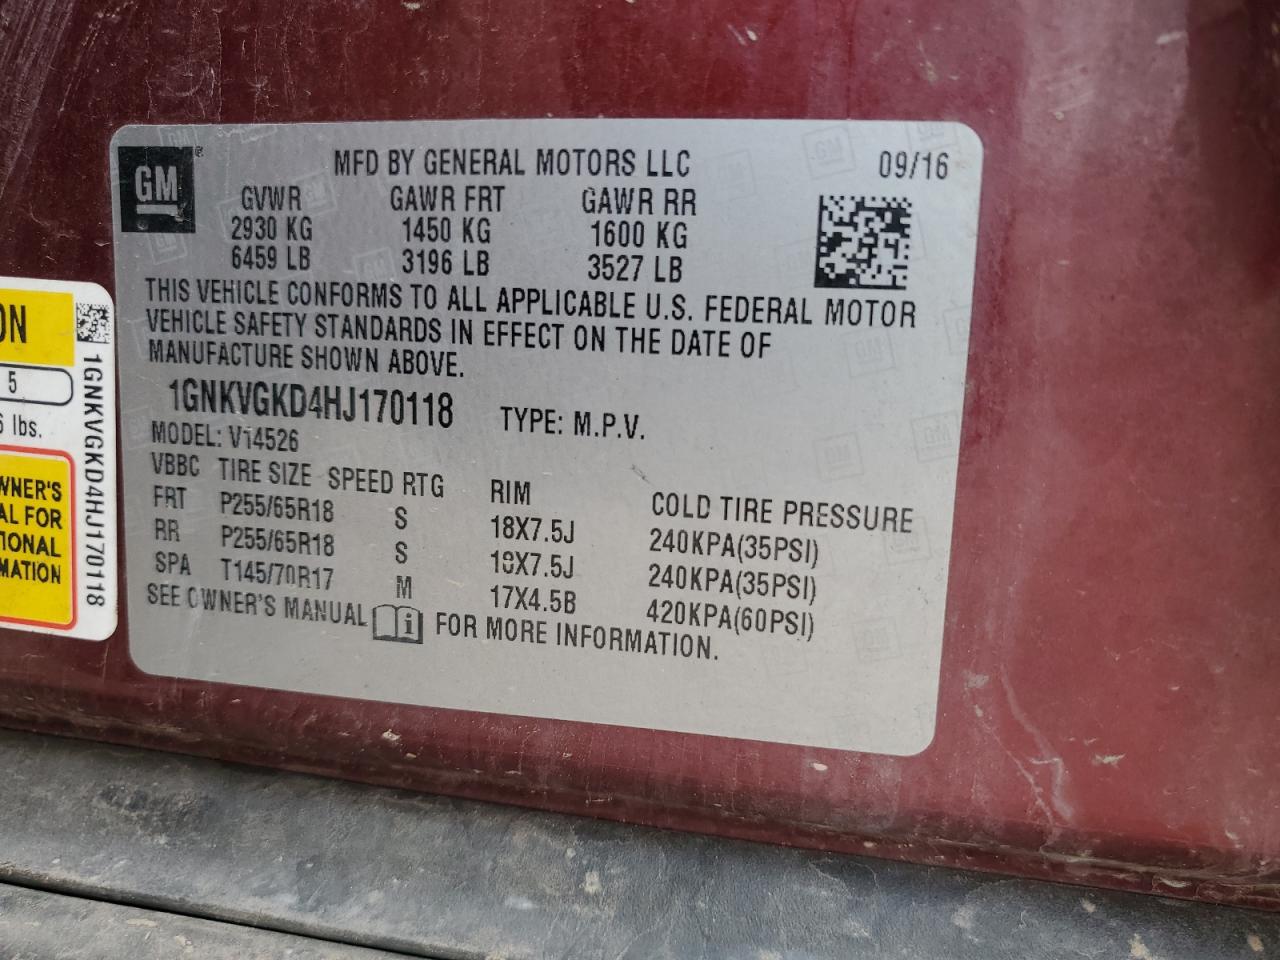 GM
MFD BY GENERAL MOTORS LLC 09/16
GVWR GAWR FRT GAWR RR
2930 KG 1450 KG 1600 KG
6459 LB 3196 LB 3527 LB
THIS VEHICLE CONFORMS TO ALL APPLICABLE U.S. FEDERAL MOTOR
VEHICLE SAFETY STANDARDS IN EFFECT ON THE DATE OF
MANUFACTURE SHOWN ABOVE.
1GNKVGKD4HJ170118 TYPE: M.P.V.
MODEL: V14526
VBBC TIRE SIZE SPEED RTG RIM COLD TIRE PRESSURE
FRT P255/65R18 S 18X7.5J 240KPA(35PSI)
RR P255/65R18 S 18X7.5J 240KPA(35PSI)
SPA T145/70R17 M 17X4.5B 420KPA(60PSI)
SEE OWNER'S MANUAL i FOR MORE INFORMATION.
ON
5
6 lbs.
WNER'S
AL FOR
IONAL
MATION
1GNKVGKD4HJ170118